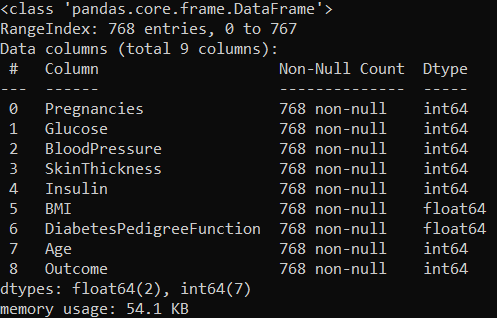 <class 'pandas.core.frame.DataFrame'>
RangeIndex: 768 entries, 0 to 767
Data columns (total 9 columns):
 #   Column                    Non-Null Count  Dtype
---  ------                    --------------  -----
 0   Pregnancies               768 non-null    int64
 1   Glucose                   768 non-null    int64
 2   BloodPressure             768 non-null    int64
 3   SkinThickness             768 non-null    int64
 4   Insulin                   768 non-null    int64
 5   BMI                       768 non-null    float64
 6   DiabetesPedigreeFunction  768 non-null    float64
 7   Age                       768 non-null    int64
 8   Outcome                   768 non-null    int64
dtypes: float64(2), int64(7)
memory usage: 54.1 KB